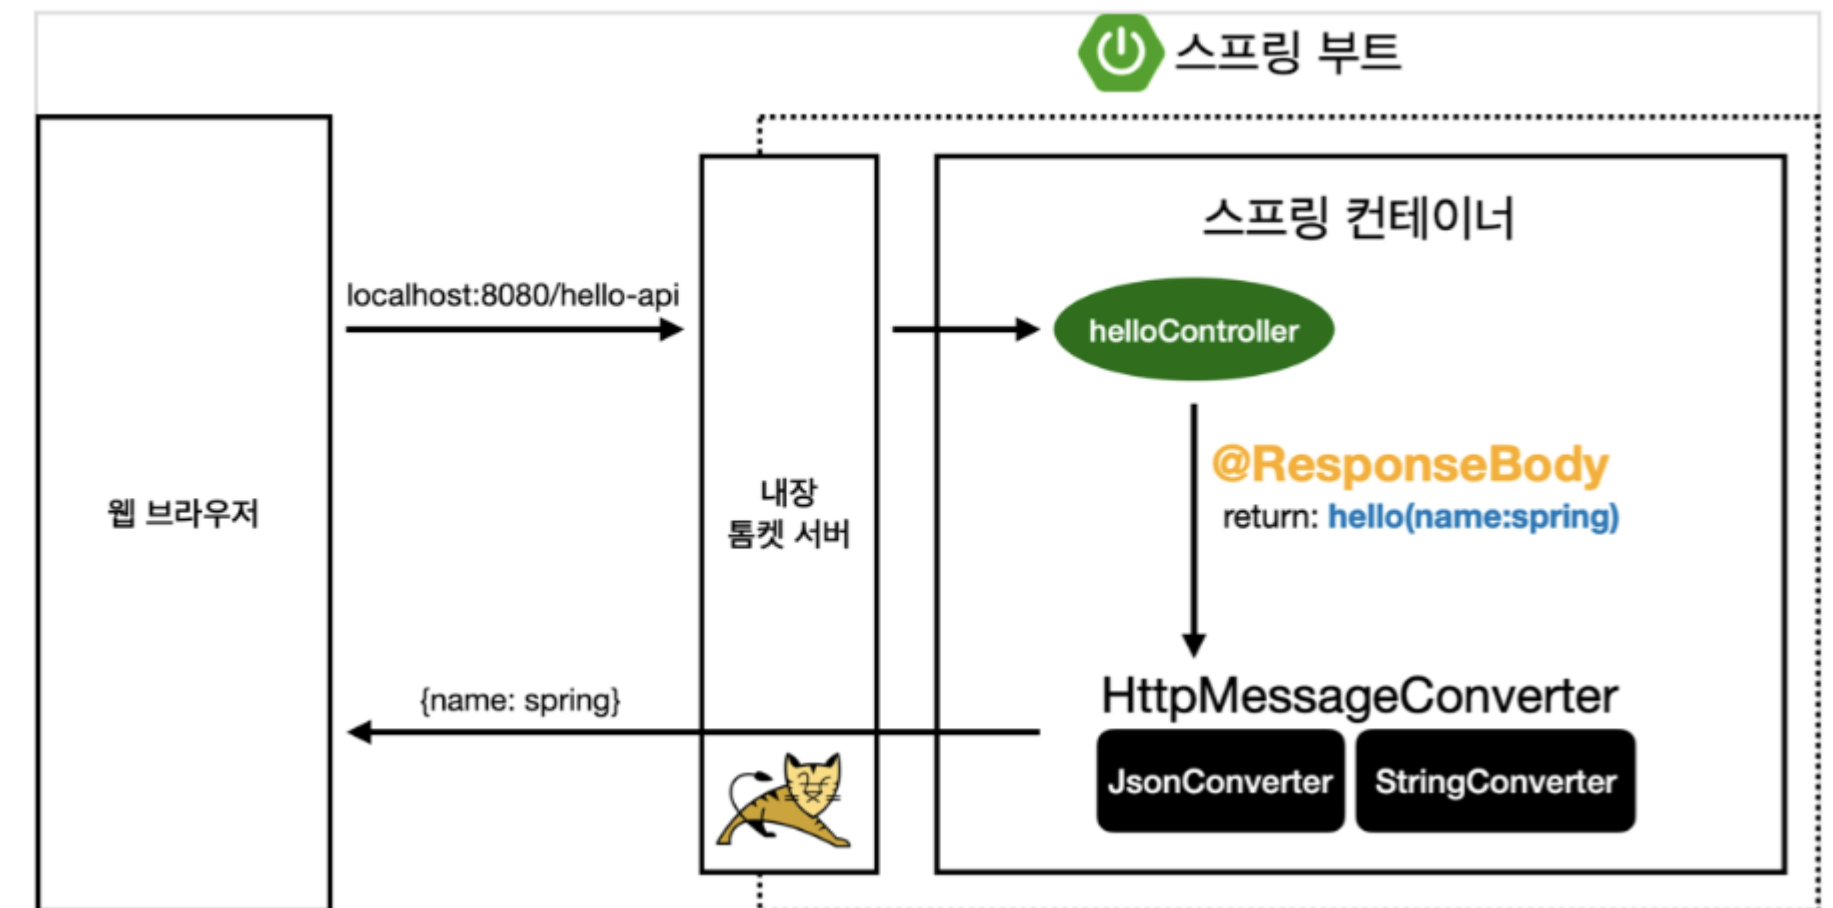 스프링 부트
스프링 컨테이너
localhost:8080/hello-api
helloController
@ResponseBody
return: hello(name:spring)
웹 브라우저
내장
톰켓 서버
{name: spring}
HttpMessageConverter
JsonConverter
StringConverter